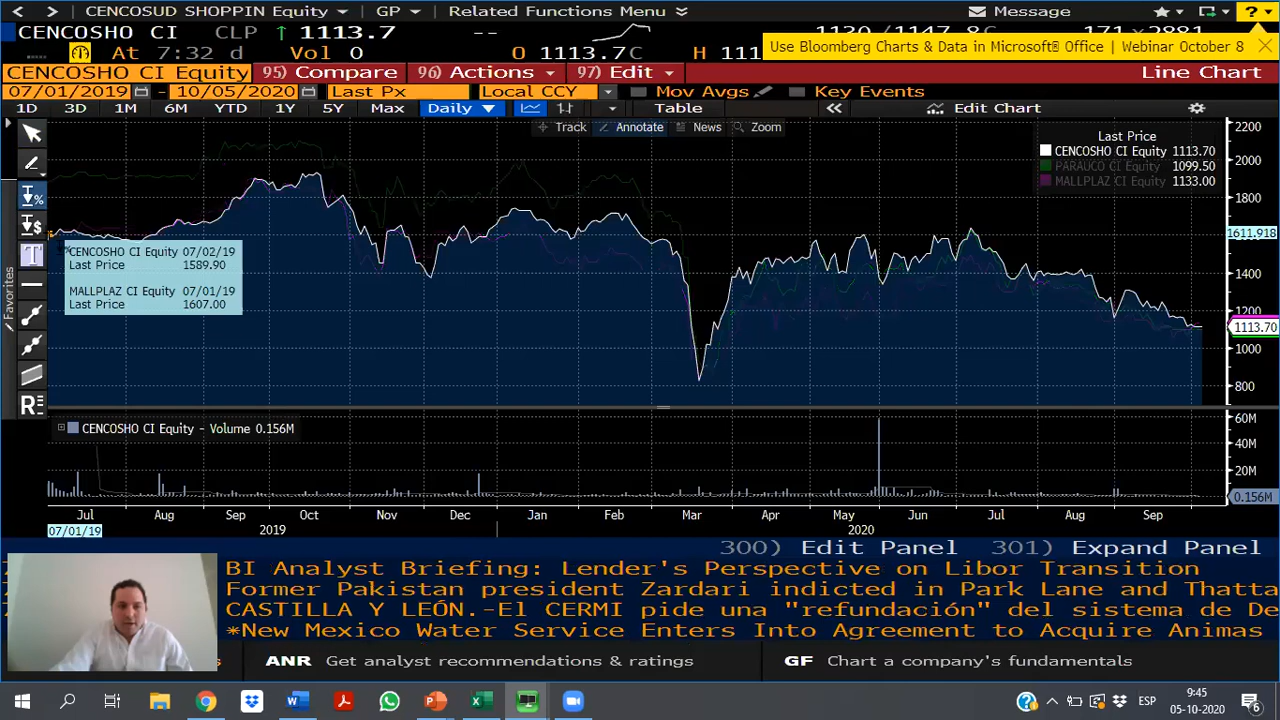 CENCOSUD SHOPPIN Equity GP Related Functions Menu Message ?
CENCOSHO CI CLP ↑ 1113.7 --
At 7:32 d Vol 0 O 1113.7C
Use Bloomberg Charts & Data in Microsoft® Office | Webinar October 8
CENCOSHO CI Equity 95) Compare 96) Actions 97) Edit Line Chart
07/01/2019 - 10/05/2020 Last Px Local CCY Mov Avgs Key Events
1D 3D 1M 6M YTD 1Y 5Y Max Daily Table Edit Chart
Track Annotate News Zoom
Last Price
CENCOSHO CI Equity 1113.70
PARAUCO CI Equity 1099.50
MALLPLAZ CI Equity 1133.00
CENCOSHO CI Equity 07/02/19
Last Price 1589.90
MALLPLAZ CI Equity 07/01/19
Last Price 1607.00
Favorites
2200
2000
1800
1611.918
1400
1200
1113.70
1000
800
CENCOSHO CI Equity - Volume 0.156M
60M
40M
20M
0.156M
Jul Aug Sep Oct Nov Dec Jan Feb Mar Apr May Jun Jul Aug Sep
07/01/19 2019 2020
300) Edit Panel 301) Expand Panel
BI Analyst Briefing: Lender's Perspective on Libor Transition
Former Pakistan president Zardari indicted in Park Lane and Thatta
CASTILLA Y LEÓN.-El CERMI pide una "refundación" del sistema de De
*New Mexico Water Service Enters Into Agreement to Acquire Animas
ANR Get analyst recommendations & ratings GF Chart a company's fundamentals
ESP
9:45
05-10-2020
6